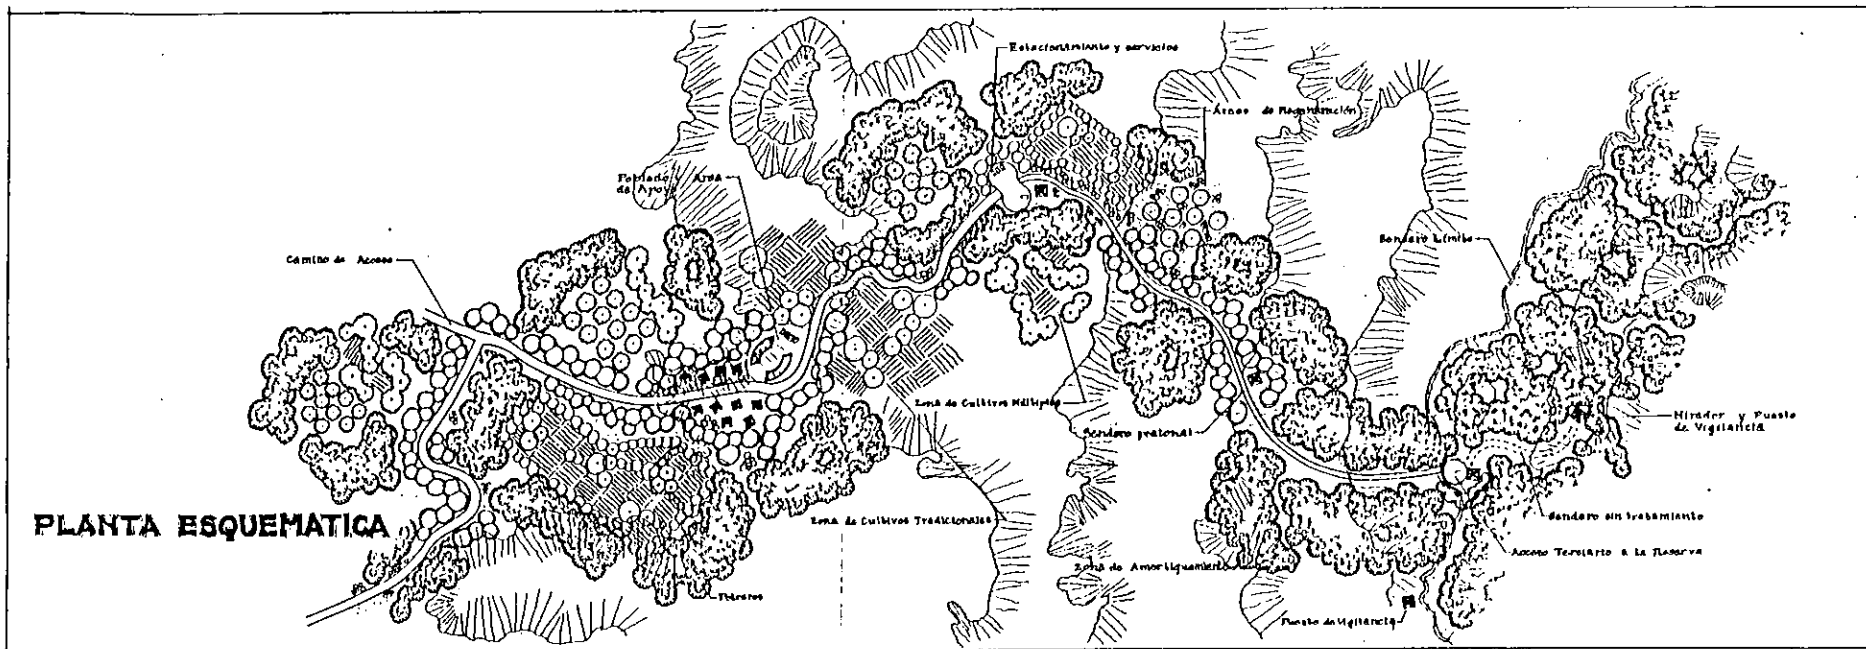 Estacionamiento y servicios
Areas de Regeneración
Poblado y Area
de Apoyo
Camino de Acceso
Sendero Límite
Zona de Cultivos Múltiples
Sendero peatonal
Mirador y Puesto
de Vigilancia
PLANTA ESQUEMATICA
Zona de Cultivos Tradicionales
Sendero sin tratamiento
Acceso Terciario a la Reserva
Zona de Amortiguamiento
Potreros
Puesto de Vigilancia